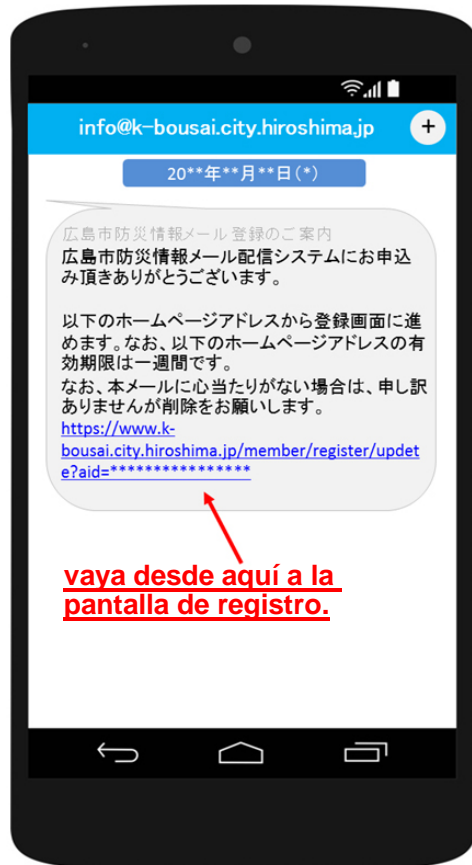 info@k-bousai.city.hiroshima.jp +
20**年**月**日(*)
広島市防災情報メール登録のご案内
広島市防災情報メール配信システムにお申込
み頂きありがとうございます。
以下のホームページアドレスから登録画面に進
めます。なお、以下のホームページアドレスの有
効期限は一週間です。
なお、本メールに心当たりがない場合は、申し訳
ありませんが削除をお願いします。
https://www.k-
bousai.city.hiroshima.jp/member/register/updet
e?aid=****************
vaya desde aquí a la
pantalla de registro.